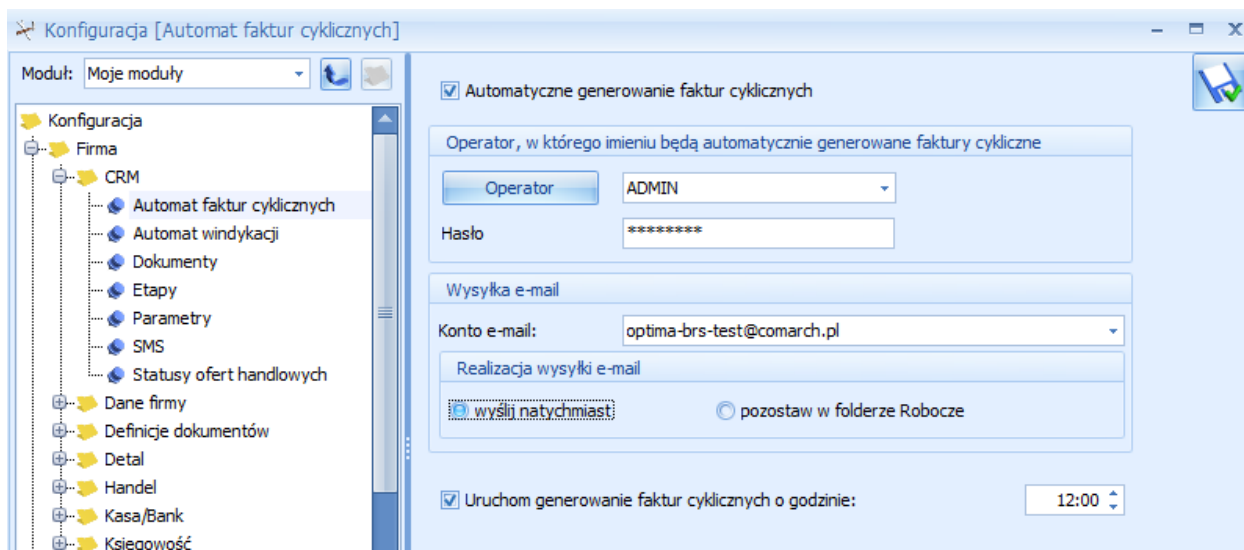 Konfiguracja [Automat faktur cyklicznych]
Moduł: Moje moduły
Konfiguracja
Firma
CRM
Automat faktur cyklicznych
Automat windykacji
Dokumenty
Etapy
Parametry
SMS
Statusy ofert handlowych
Dane firmy
Definicje dokumentów
Detal
Handel
Kasa/Bank
Księgowość
Automatyczne generowanie faktur cyklicznych
Operator, w którego imieniu będą automatycznie generowane faktury cykliczne
Operator ADMIN
Hasło ********
Wysyłka e-mail
Konto e-mail: optima-brs-test@comarch.pl
Realizacja wysyłki e-mail
wyślij natychmiast pozostaw w folderze Robocze
Uruchom generowanie faktur cyklicznych o godzinie: 12:00